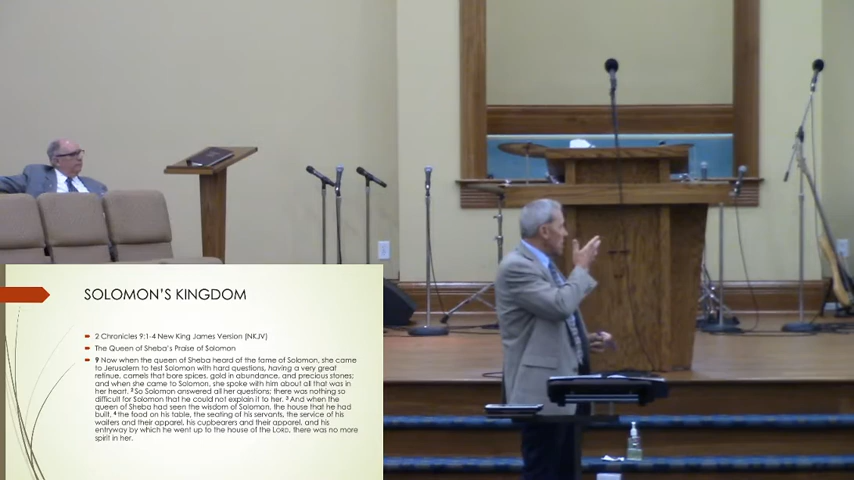 SOLOMON'S KINGDOM
2 Chronicles 9:1-4 New King James Version (NKJV)
The Queen of Sheba's Praise of Solomon
9 Now when the queen of Sheba heard of the fame of Solomon, she came
to Jerusalem to test Solomon with hard questions, having a very great
retinue, camels that bore spices, gold in abundance, and precious stones;
and when she came to Solomon, she spoke with him about all that was in
her heart. 2 So Solomon answered all her questions; there was nothing so
difficult for Solomon that he could not explain it to her. 3 And when the
queen of Sheba had seen the wisdom of Solomon, the house that he had
built, 4 the food on his table, the seating of his servants, the service of his
waiters and their apparel, his cupbearers and their apparel, and his
entryway by which he went up to the house of the LORD, there was no more
spirit in her.